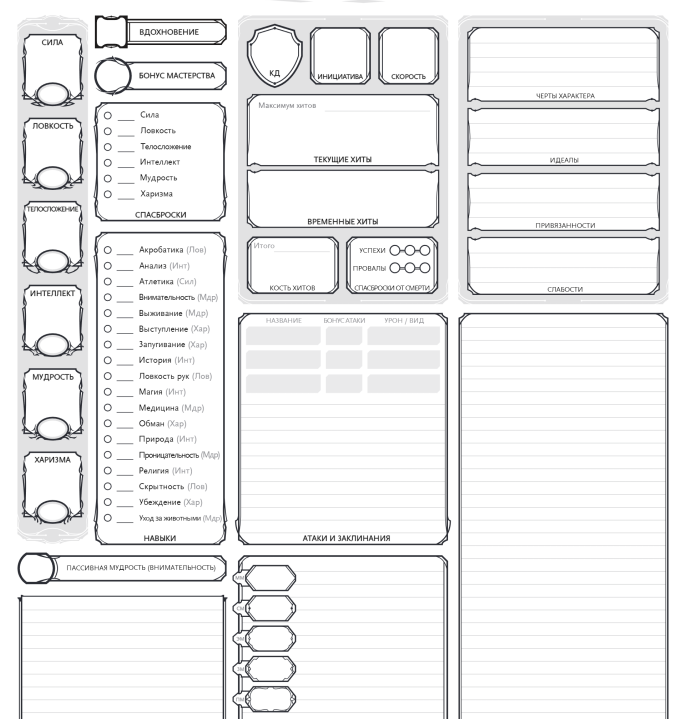 СИЛА
ЛОВКОСТЬ
ТЕЛОСЛОЖЕНИЕ
ИНТЕЛЛЕКТ
МУДРОСТЬ
ХАРИЗМА
ВДОХНОВЕНИЕ
БОНУС МАСТЕРСТВА
Сила
Ловкость
Телосложение
Интеллект
Мудрость
Харизма
СПАСБРОСКИ
Акробатика (Лов)
Анализ (Инт)
Атлетика (Сил)
Внимательность (Мдр)
Выживание (Мдр)
Выступление (Хар)
Запугивание (Хар)
История (Инт)
Ловкость рук (Лов)
Магия (Инт)
Медицина (Мдр)
Обман (Хар)
Природа (Инт)
Проницательность (Мдр)
Религия (Инт)
Скрытность (Лов)
Убеждение (Хар)
Уход за животными (Мдр)
НАВЫКИ
ПАССИВНАЯ МУДРОСТЬ (ВНИМАТЕЛЬНОСТЬ)
КД
ИНИЦИАТИВА
СКОРОСТЬ
Максимум хитов
ТЕКУЩИЕ ХИТЫ
ВРЕМЕННЫЕ ХИТЫ
Итого
КОСТЬ ХИТОВ
УСПЕХИ
ПРОВАЛЫ
СПАСБРОСКИ ОТ СМЕРТИ
НАЗВАНИЕ БОНУС АТАКИ УРОН / ВИД
АТАКИ И ЗАКЛИНАНИЯ
ММ
СМ
ЭМ
ЗМ
ПМ
ЧЕРТЫ ХАРАКТЕРА
ИДЕАЛЫ
ПРИВЯЗАННОСТИ
СЛАБОСТИ